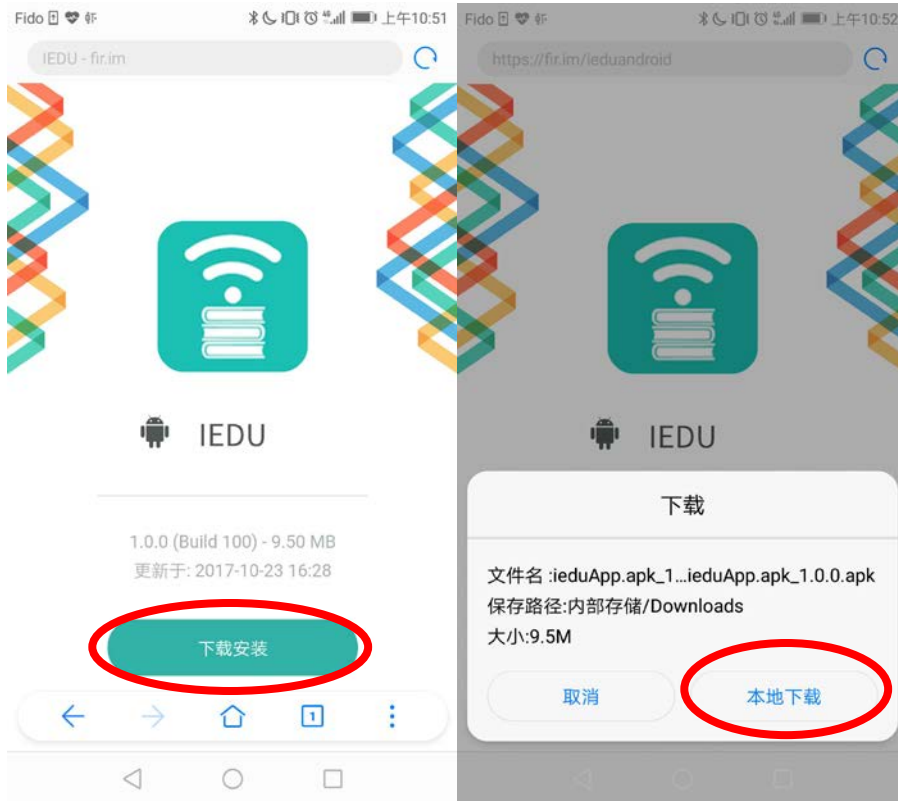 Fido
上午10:51
IEDU - fir.im
IEDU
1.0.0 (Build 100) - 9.50 MB
更新于: 2017-10-23 16:28
下载安装
1
Fido
上午10:52
https://fir.im/ieduandroid
IEDU
下载
文件名 :ieduApp.apk_1...ieduApp.apk_1.0.0.apk
保存路径:内部存储/Downloads
大小:9.5M
取消
本地下载